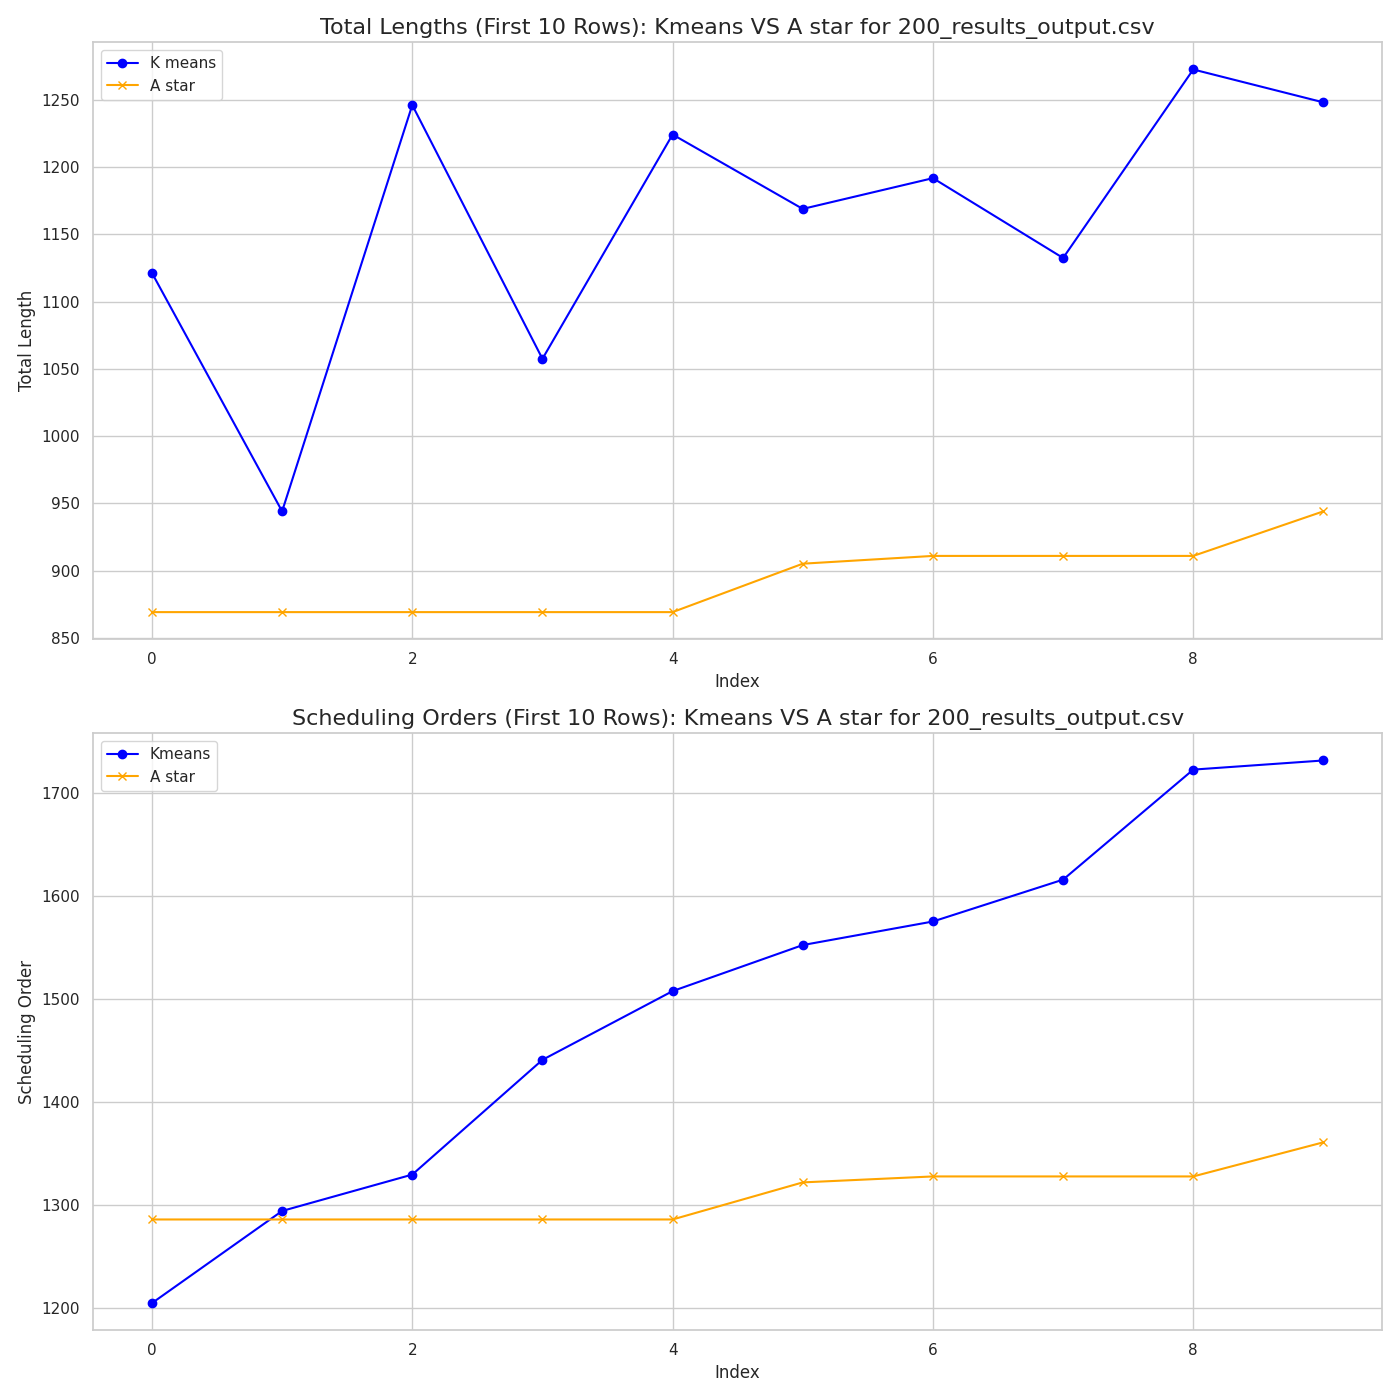 Total Lengths (First 10 Rows): Kmeans VS A star for 200_results_output.csv
K means
A star
1250
1200
1150
1100
1050
1000
950
900
850
Total Length
0 2 4 6 8
Index
Scheduling Orders (First 10 Rows): Kmeans VS A star for 200_results_output.csv
Kmeans
A star
1700
1600
1500
1400
1300
1200
Scheduling Order
0 2 4 6 8
Index